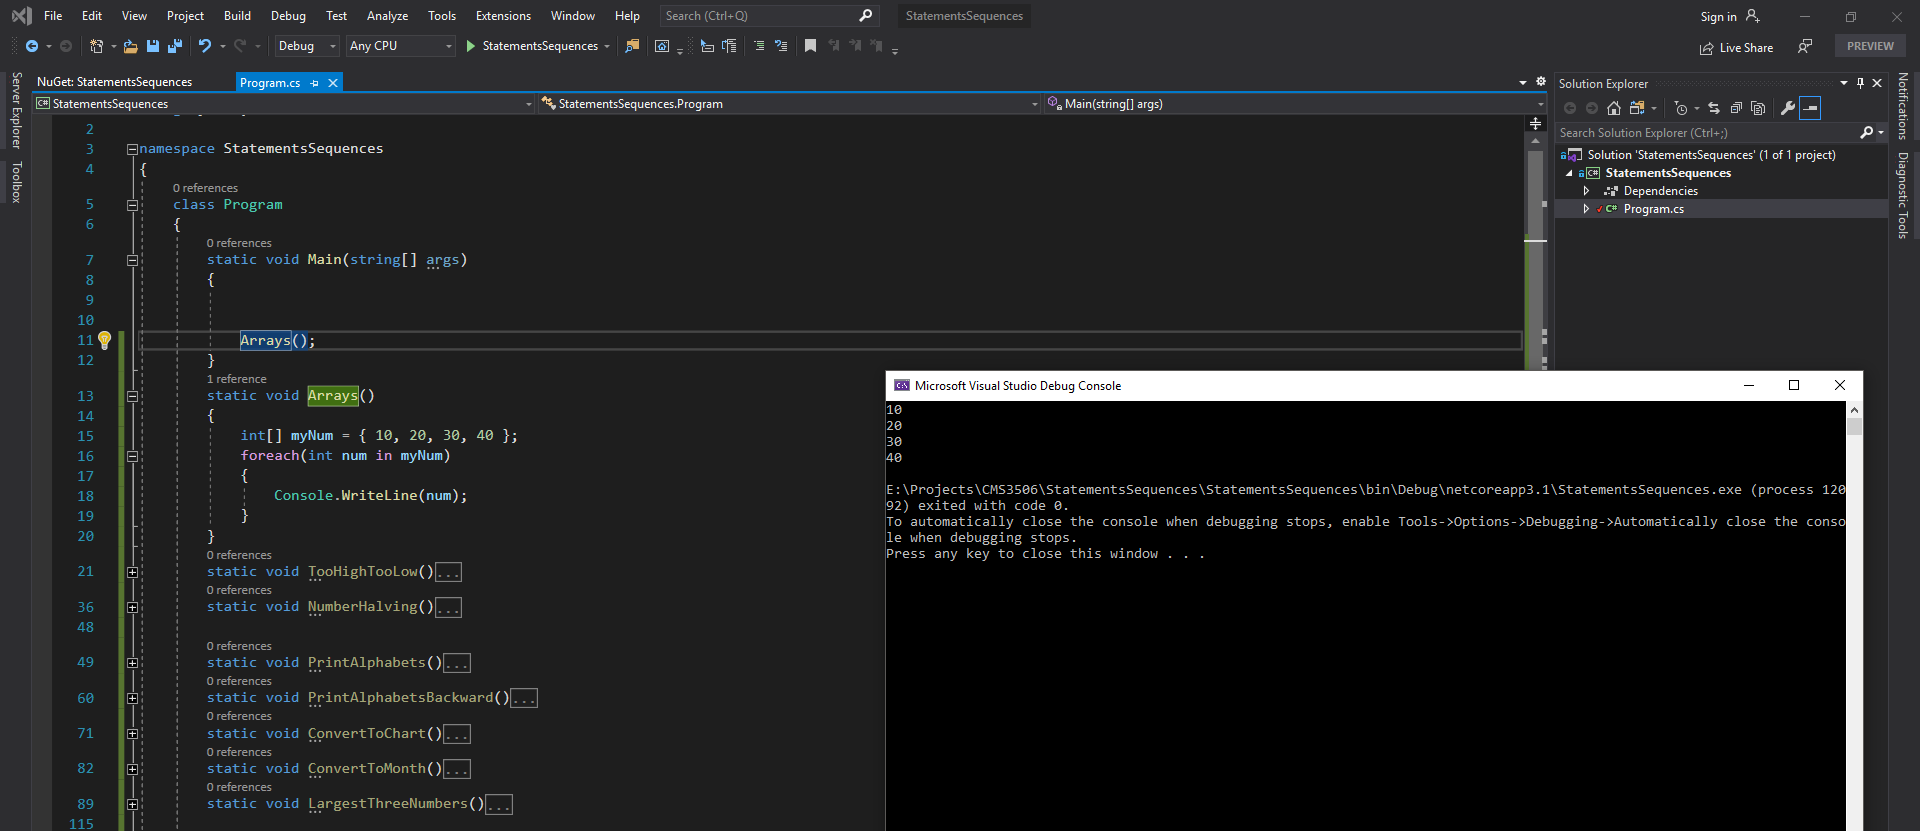 File Edit View Project Build Debug Test Analyze Tools Extensions Window Help Search (Ctrl+Q) StatementsSequences Sign in
Debug Any CPU StatementsSequences Live Share PREVIEW
Server Explorer
Toolbox
NuGet: StatementsSequences Program.cs
StatementsSequences StatementsSequences.Program Main(string[] args)
2
3 namespace StatementsSequences
4 {
0 references
5 class Program
6 {
0 references
7 static void Main(string[] args)
8 {
9
10
11 Arrays();
12 }
1 reference
13 static void Arrays()
14 {
15 int[] myNum = { 10, 20, 30, 40 };
16 foreach(int num in myNum)
17 {
18 Console.WriteLine(num);
19 }
20 }
0 references
21 static void TooHighTooLow()...
0 references
36 static void NumberHalving()...
48
0 references
49 static void PrintAlphabets()...
0 references
60 static void PrintAlphabetsBackward()...
0 references
71 static void ConvertToChart()...
0 references
82 static void ConvertToMonth()...
0 references
89 static void LargestThreeNumbers()...
115
Solution Explorer
Search Solution Explorer (Ctrl+;)
Solution 'StatementsSequences' (1 of 1 project)
C# StatementsSequences
Dependencies
C# Program.cs
Notifications
Diagnostic Tools
Microsoft Visual Studio Debug Console
10
20
30
40
E:\Projects\CMS3506\StatementsSequences\StatementsSequences\bin\Debug\netcoreapp3.1\StatementsSequences.exe (process 120
92) exited with code 0.
To automatically close the console when debugging stops, enable Tools->Options->Debugging->Automatically close the conso
le when debugging stops.
Press any key to close this window . . .